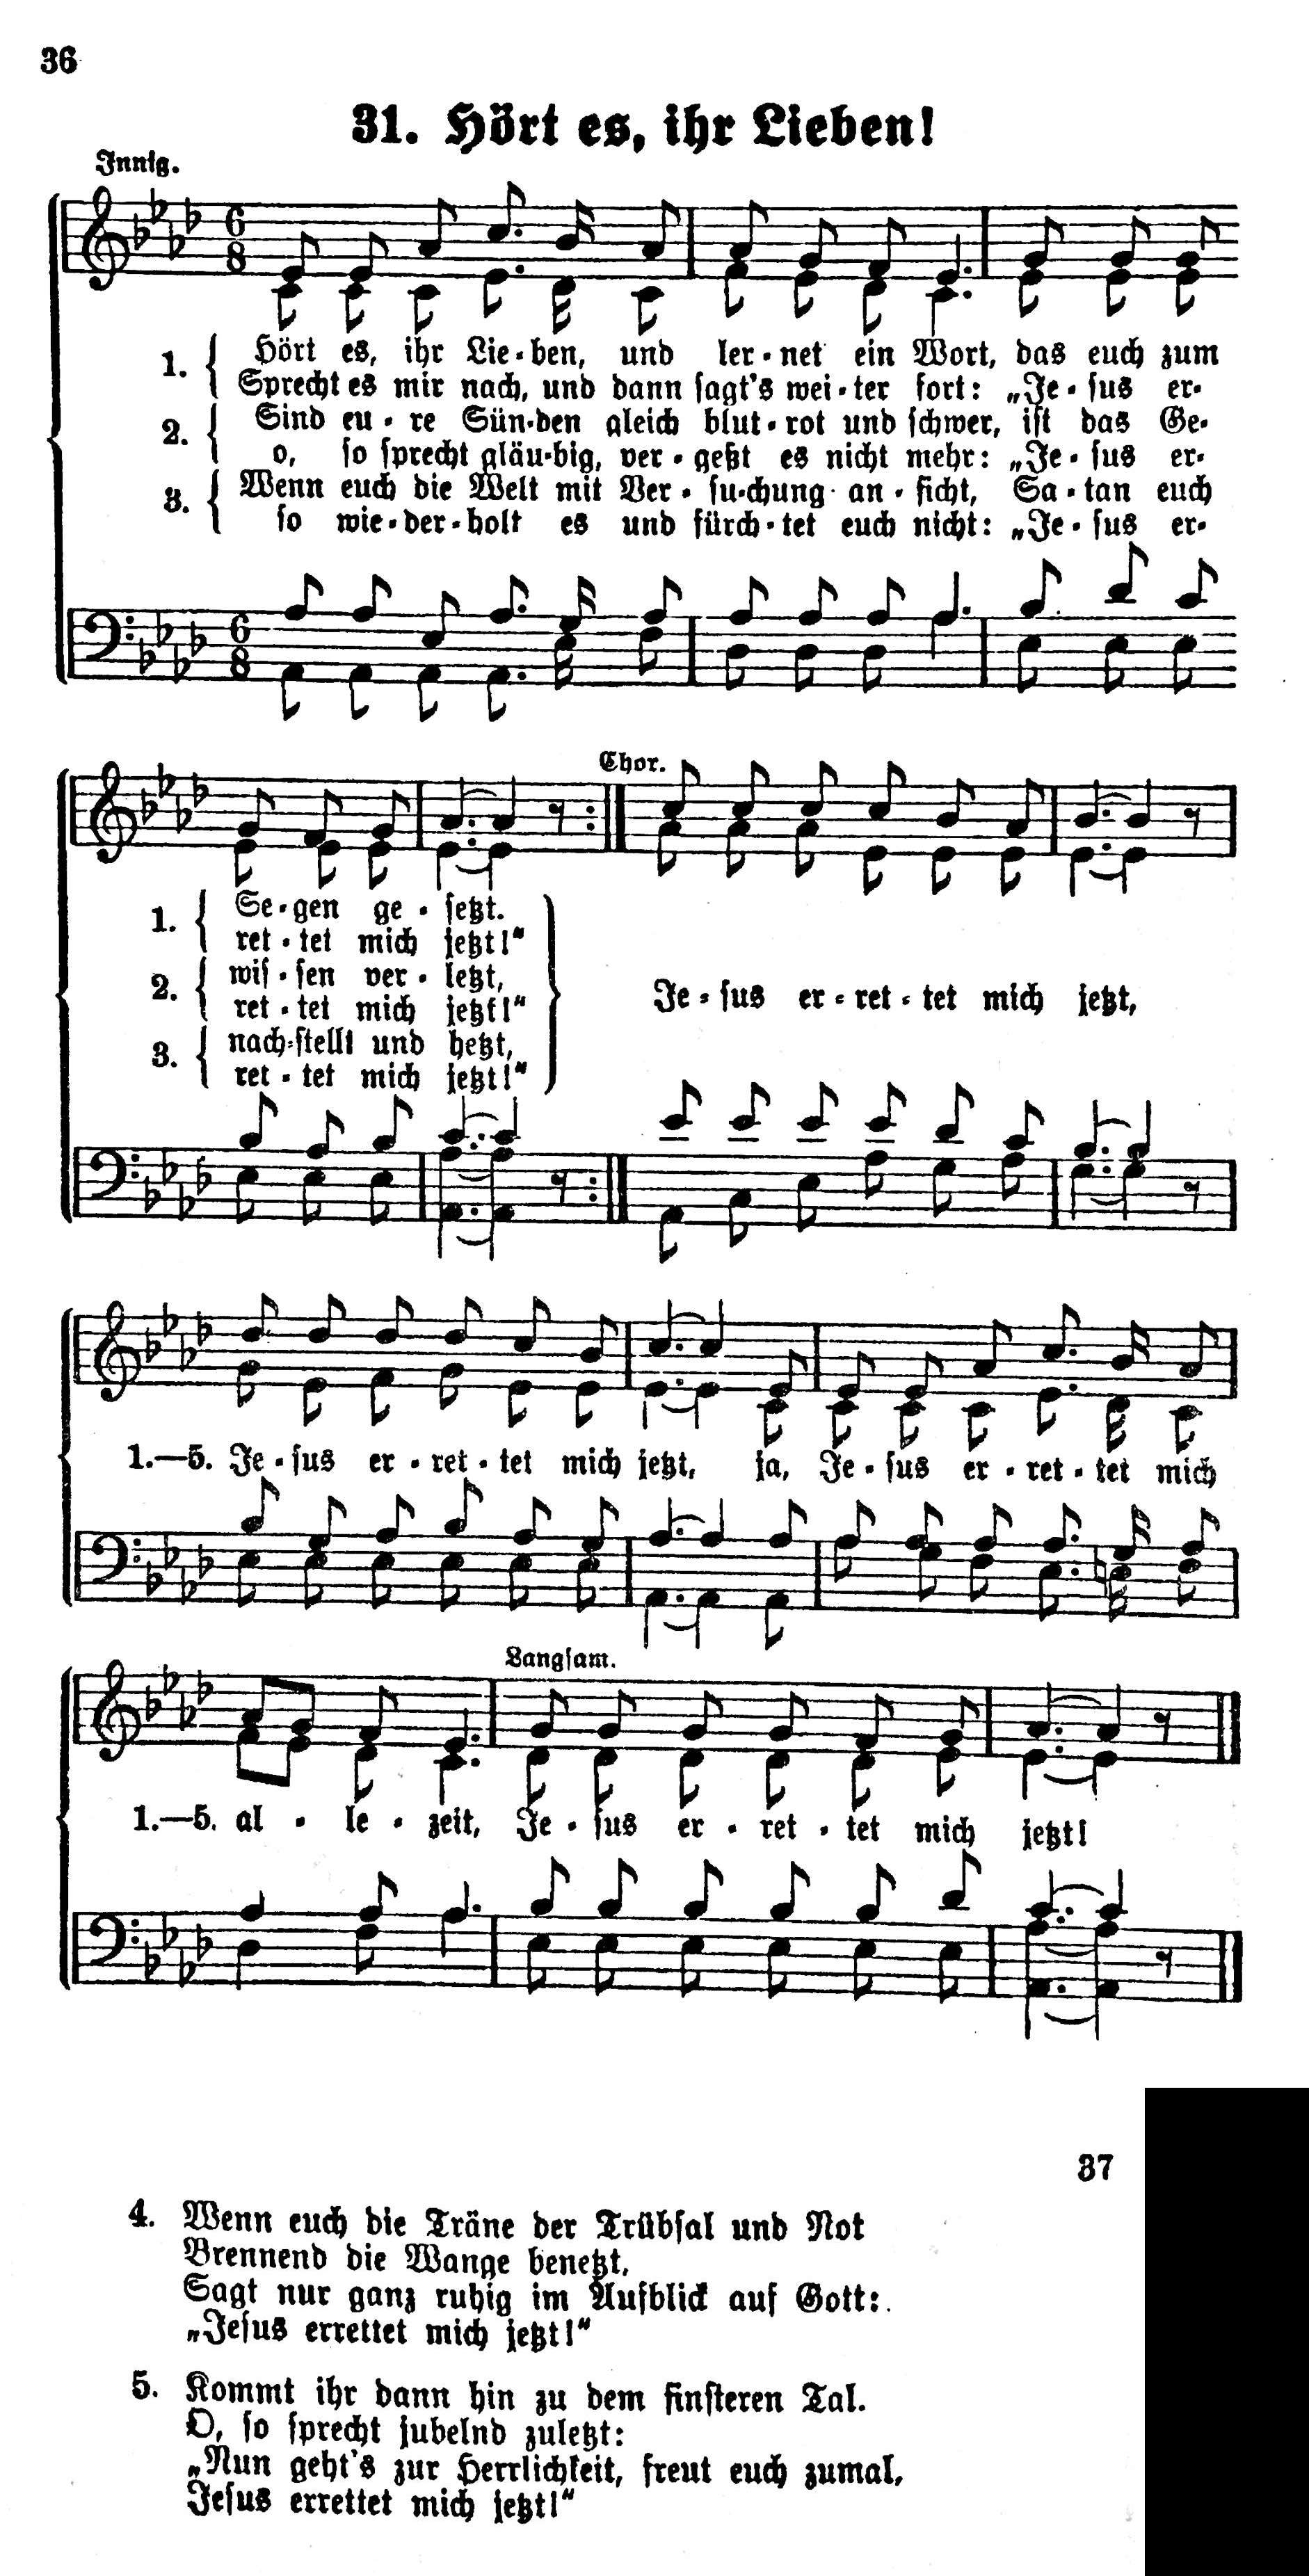 36
31. Hört es, ihr Lieben!
Innig.
1. Hört es, ihr Lie-ben, und ler-net ein Wort, das euch zum
Sprecht es mir nach, und dann sagt's wei-ter fort: „Je-sus er-
2. Sind eu-re Sün-den gleich blut-rot und schwer, ist das Ge-
o, so sprecht gläu-big, ver-geßt es nicht mehr: „Je-sus er-
3. Wenn euch die Welt mit Ver-su-chung an-ficht, Sa-tan euch
so wie-der-holt es und fürch-tet euch nicht: „Je-sus er-
Chor.
1. Se-gen ge-setzt.
ret-tet mich jetzt!“
2. wis-sen ver-letzt,
ret-tet mich jetzt!“
3. nach-stellt und hetzt,
ret-tet mich jetzt!“
Je-sus er-ret-tet mich jetzt,
1.—5. Je-sus er-ret-tet mich jetzt, ja, Je-sus er-ret-tet mich
Langsam.
1.—5. al-le-zeit, Je-sus er-ret-tet mich jetzt!
37
4. Wenn euch die Träne der Trübsal und Not
Brennend die Wange benetzt,
Sagt nur ganz ruhig im Aufblick auf Gott:
„Jesus errettet mich jetzt!“
5. Kommt ihr dann hin zu dem finsteren Tal.
O, so sprecht jubelnd zuletzt:
„Nun geht's zur Herrlichkeit, freut euch zumal,
Jesus errettet mich jetzt!“